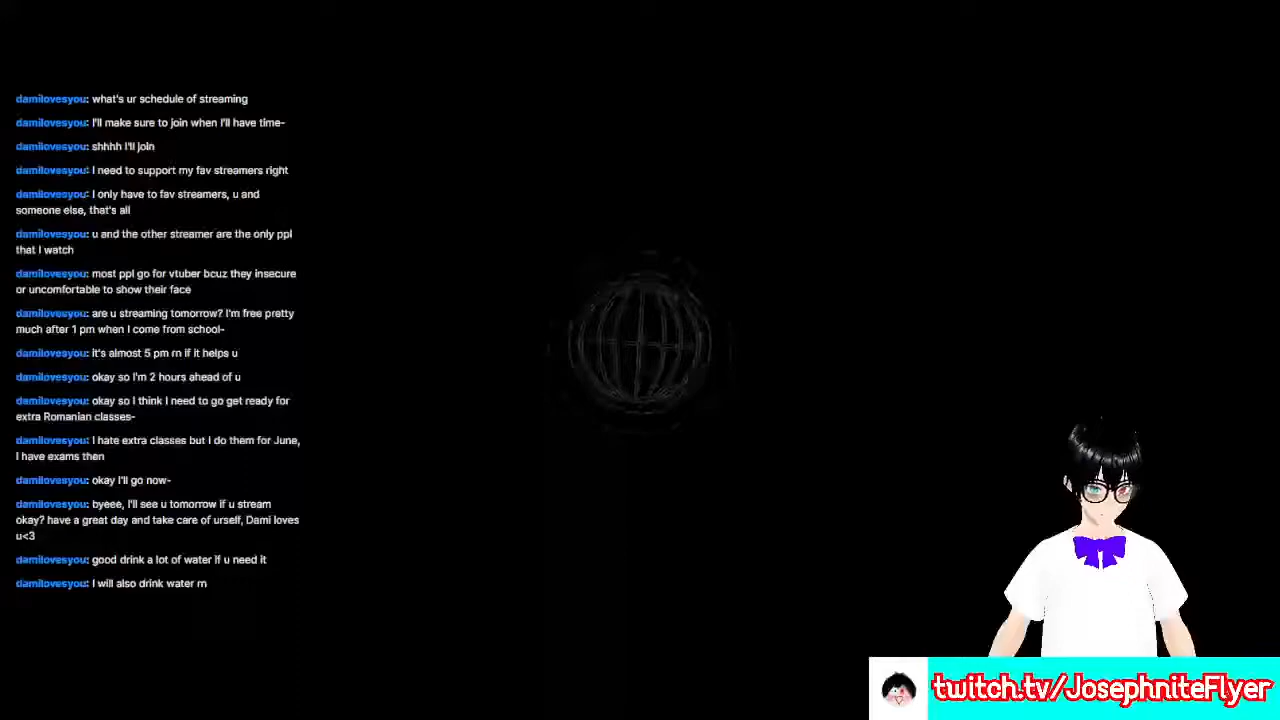 damilovesyou: what's ur schedule of streaming
damilovesyou: I'll make sure to join when I'll have time-
damilovesyou: shhhh I'll join
damilovesyou: I need to support my fav streamers right
damilovesyou: I only have to fav streamers, u and
someone else, that's all
damilovesyou: u and the other streamer are the only ppl
that I watch
damilovesyou: most ppl go for vtuber bcuz they insecure
or uncomfortable to show their face
damilovesyou: are u streaming tomorrow? I'm free pretty
much after 1 pm when I come from school-
damilovesyou: it's almost 5 pm rn if it helps u
damilovesyou: okay so I'm 2 hours ahead of u
damilovesyou: okay so I think I need to go get ready for
extra Romanian classes-
damilovesyou: I hate extra classes but I do them for June,
I have exams then
damilovesyou: okay I'll go now-
damilovesyou: byeee, I'll see u tomorrow if u stream
okay? have a great day and take care of urself, Dami loves
u<3
damilovesyou: good drink a lot of water if u need it
damilovesyou: I will also drink water rn
twitch.tv/JosephniteFlyer